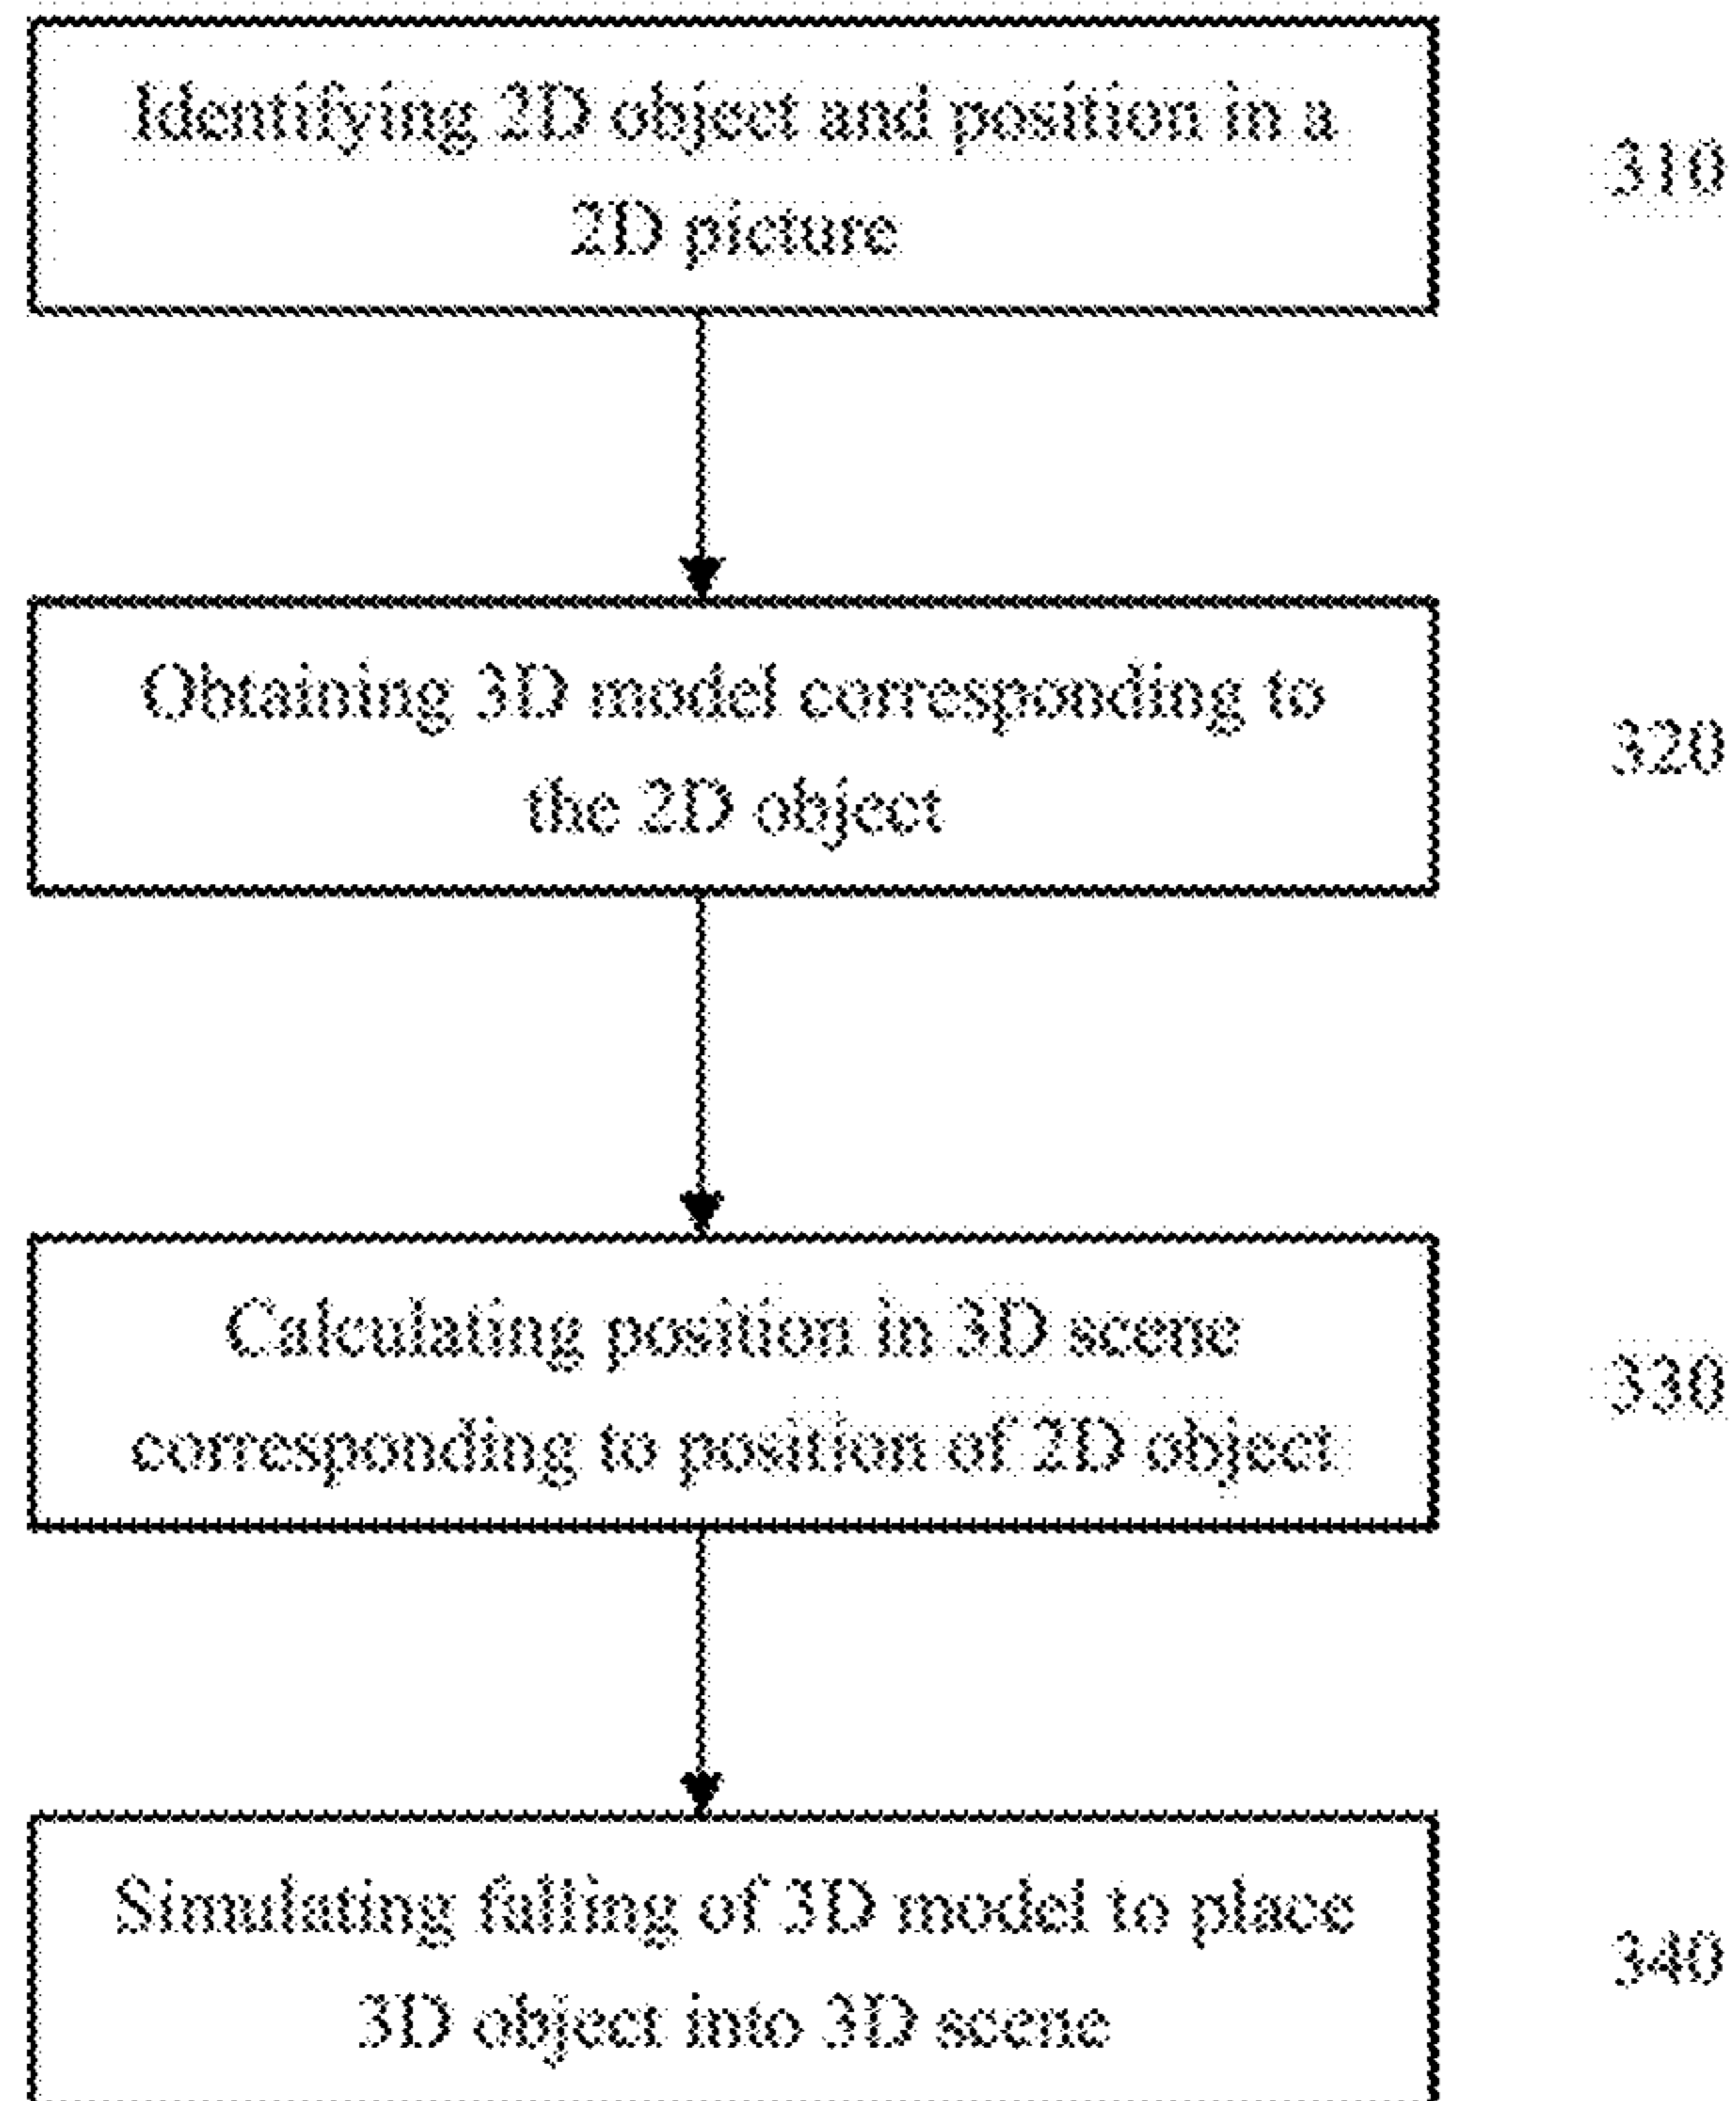 Identifying 2D object and position in a
2D picture
310
Obtaining 3D model corresponding to
the 2D object
320
Calculating position in 3D scene
corresponding to position of 2D object
330
Simulating falling of 3D model to place
3D object into 3D scene
340